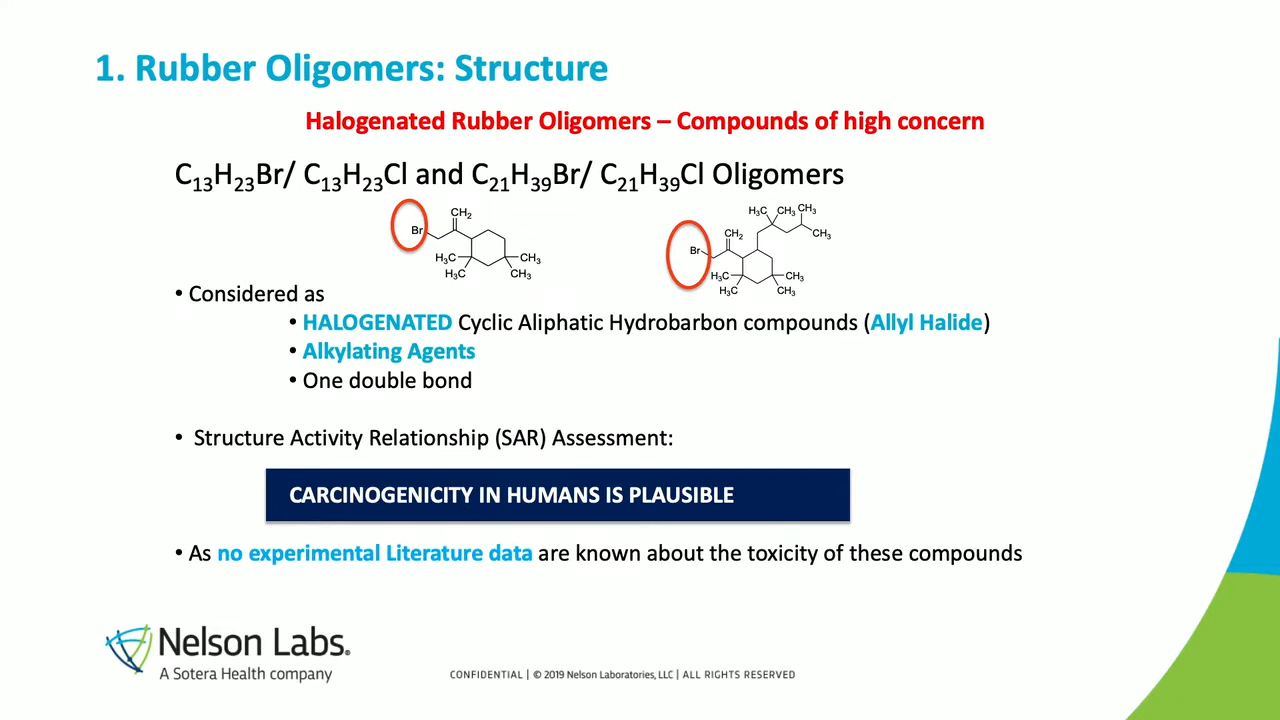 1. Rubber Oligomers: Structure
Halogenated Rubber Oligomers – Compounds of high concern
C₁₃H₂₃Br/ C₁₃H₂₃Cl and C₂₁H₃₉Br/ C₂₁H₃₉Cl Oligomers
CH₂
Br
H₃C
CH₃
H₃C
CH₃
H₃C
CH₃
CH₃
CH₂
CH₃
Br
H₃C
CH₃
H₃C
CH₃
• Considered as
• HALOGENATED Cyclic Aliphatic Hydrobarbon compounds (Allyl Halide)
• Alkylating Agents
• One double bond
• Structure Activity Relationship (SAR) Assessment:
CARCINOGENICITY IN HUMANS IS PLAUSIBLE
• As no experimental Literature data are known about the toxicity of these compounds
Nelson Labs.®
A Sotera Health company
CONFIDENTIAL | © 2019 Nelson Laboratories, LLC | ALL RIGHTS RESERVED